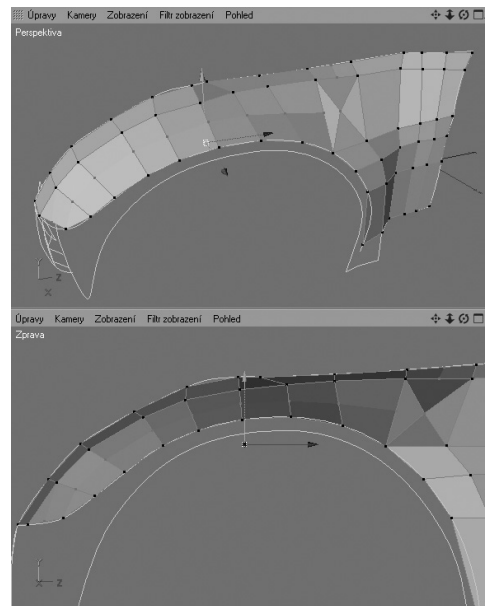 Úpravy Kamery Zobrazení Filtr zobrazení Pohled
Perspektiva
Z
X
Úpravy Kamery Zobrazení Filtr zobrazení Pohled
Zprava
Z